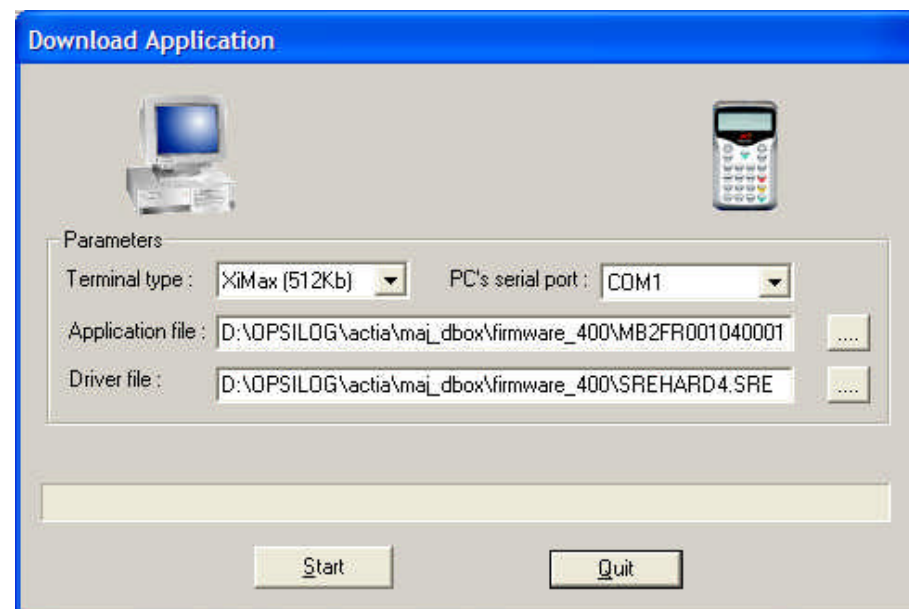 Download Application
Parameters
Terminal type : XiMax (512Kb) PC's serial port : COM1
Application file : D:\OPSILOG\actia\maj_dbox\firmware_400\MB2FR001040001 ....
Driver file : D:\OPSILOG\actia\maj_dbox\firmware_400\SREHARD4.SRE ....
Start Quit